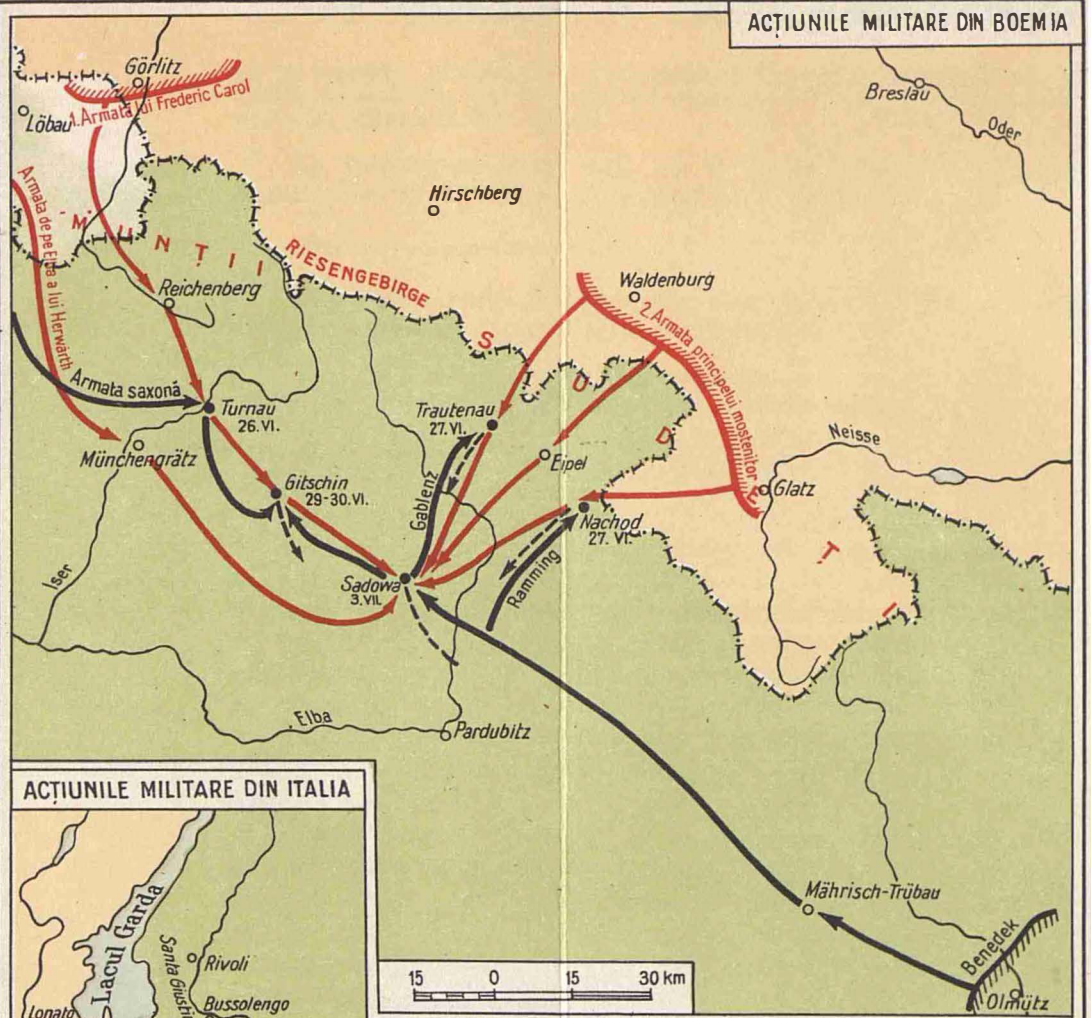 ACȚIUNILE MILITARE DIN BOEMIA
Görlitz
Breslau
Löbau
1. Armata lui Frederic Carol
Oder
Armata de pe Elba a lui Herwarth
Hirschberg
MUNȚII
SUDEȚI
RIESENGEBIRGE
Reichenberg
Waldenburg
2. Armata principelui mostenitor
Armata saxonă
Turnau
26. VI.
Trautenau
27. VI.
Neisse
Münchengrätz
Eipel
Gitschin
29-30. VI.
Gablenz
Glatz
Nachod
27. VI.
Iser
Sadowa
3. VII.
Ramming
Elba
Pardubitz
ACȚIUNILE MILITARE DIN ITALIA
Lacul Garda
Mährisch-Trübau
Benedek
Rivoli
Bussolengo
15 0 15 30 km
Olmütz
Lonato